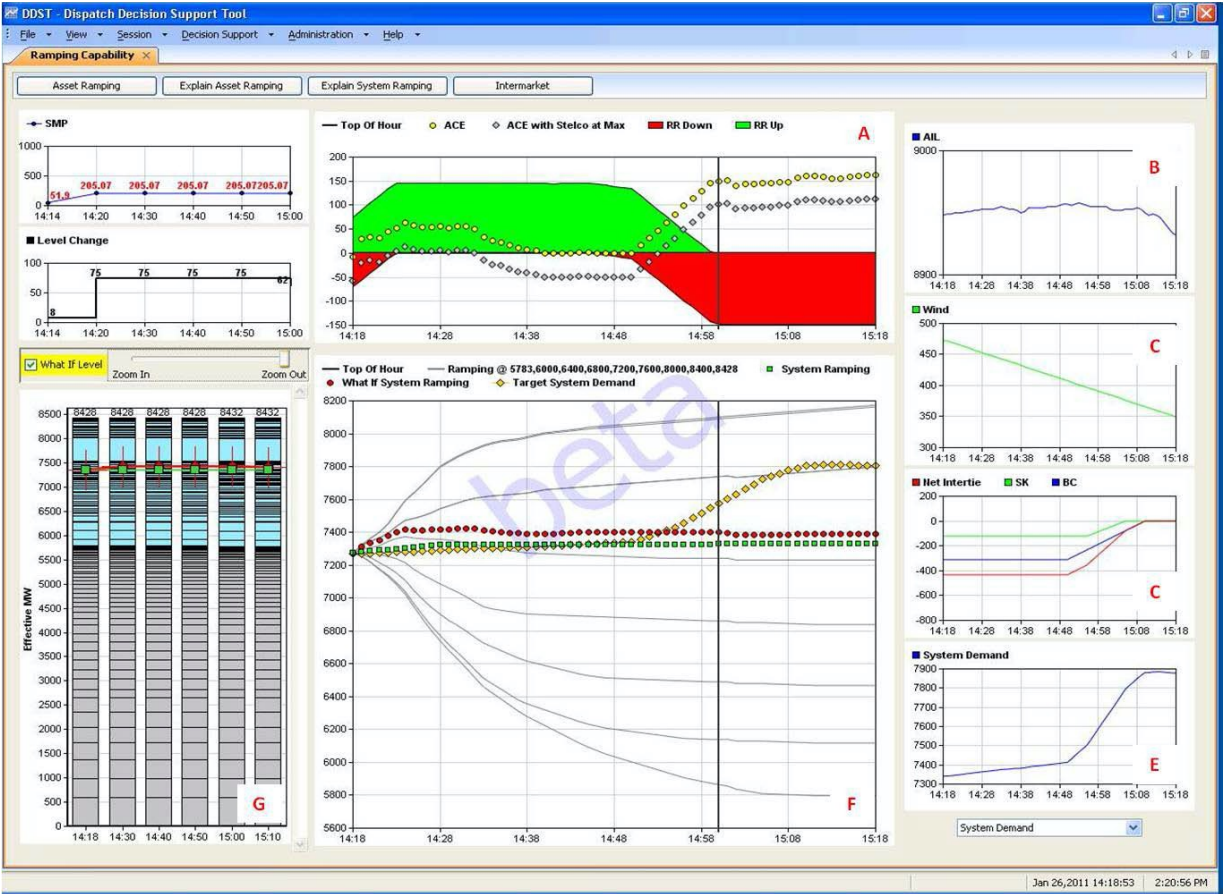 DDST - Dispatch Decision Support Tool
File View Session Decision Support Administration Help
Ramping Capability
Asset Ramping Explain Asset Ramping Explain System Ramping Intermarket
SMP
1000
500
0
51.9 205.07 205.07 205.07 205.07 205.07
14:14 14:20 14:30 14:40 14:50 15:00
Level Change
100
50
0
8 75 75 75 75 62
14:14 14:20 14:30 14:40 14:50 15:00
What If Level Zoom In Zoom Out
8428 8428 8428 8428 8432 8432
8500
8000
7500
7000
6500
6000
5500
5000
4500
4000
3500
3000
2500
2000
1500
1000
500
0
Effective MW
G
14:18 14:30 14:40 14:50 15:00 15:10
Top Of Hour ACE ACE with Stelco at Max RR Down RR Up
A
200
150
100
50
0
-50
-100
-150
14:18 14:28 14:38 14:48 14:58 15:08 15:18
Top Of Hour Ramping @ 5783,6000,6400,6800,7200,7600,8000,8400,8428 System Ramping
What If System Ramping Target System Demand
8200
8000
7800
7600
7400
7200
7000
6800
6600
6400
6200
6000
5800
5600
beta
F
14:18 14:28 14:38 14:48 14:58 15:08 15:18
AIL
9000
B
8900
14:18 14:28 14:38 14:48 14:58 15:08 15:18
Wind
500
450
400
350
300
C
14:18 14:28 14:38 14:48 14:58 15:08 15:18
Net Intertie SK BC
200
0
-200
-400
-600
-800
C
14:18 14:28 14:38 14:48 14:58 15:08 15:18
System Demand
7900
7800
7700
7600
7500
7400
7300
E
14:18 14:28 14:38 14:48 14:58 15:08 15:18
System Demand
Jan 26,2011 14:18:53 2:20:56 PM